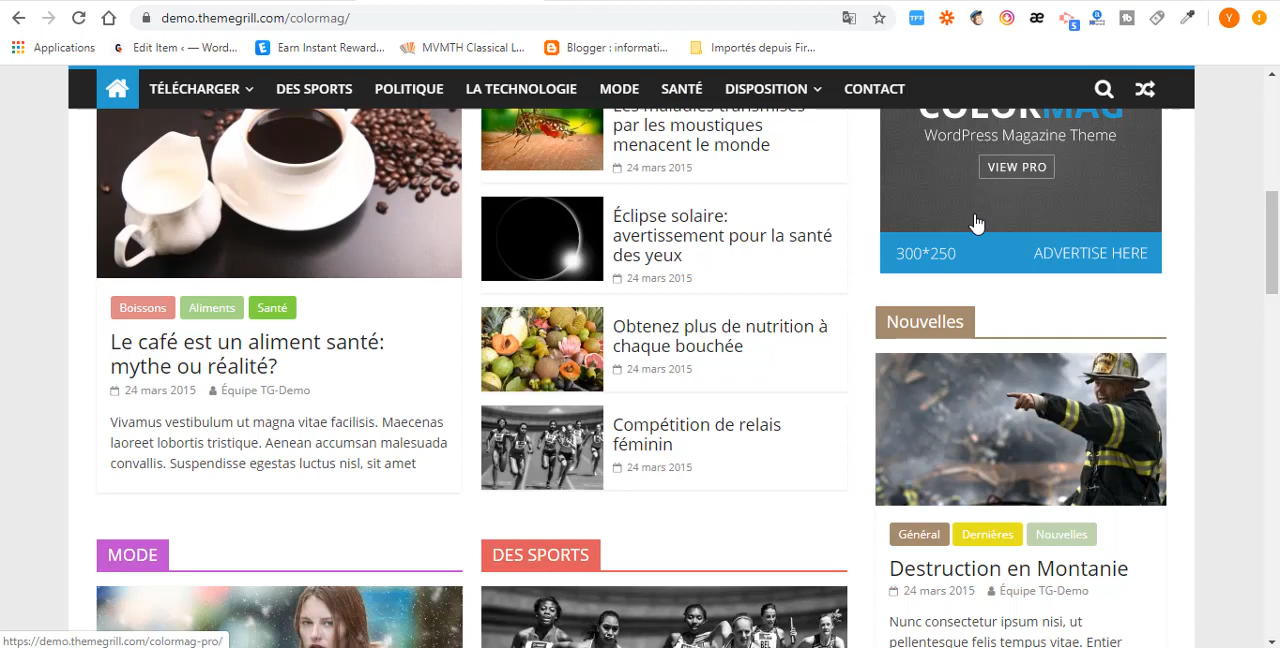 demo.themegrill.com/colormag/
Y
5
Applications
Edit Item ‹ — Word...
Earn Instant Rewar...
MVMTH Classical L...
Blogger : informati...
Importés depuis Fir...
TÉLÉCHARGER
DES SPORTS
POLITIQUE
LA TECHNOLOGIE
MODE
SANTÉ
DISPOSITION
CONTACT
Boissons
Aliments
Santé
Le café est un aliment santé:
mythe ou réalité?
24 mars 2015
Équipe TG-Demo
Vivamus vestibulum ut magna vitae facilisis. Maecenas
laoreet lobortis tristique. Aenean accumsan malesuada
convallis. Suspendisse egestas luctus nisl, sit amet
Les maladies transmises
par les moustiques
menacent le monde
24 mars 2015
Éclipse solaire:
avertissement pour la santé
des yeux
24 mars 2015
Obtenez plus de nutrition à
chaque bouchée
24 mars 2015
Compétition de relais
féminin
24 mars 2015
COLORMAG
WordPress Magazine Theme
VIEW PRO
300*250
ADVERTISE HERE
Nouvelles
Général
Dernières
Nouvelles
Destruction en Montanie
24 mars 2015
Équipe TG-Demo
Nunc consectetur ipsum nisi, ut
pellentesque felis tempus vitae. Entier
MODE
DES SPORTS
https://demo.themegrill.com/colormag-pro/